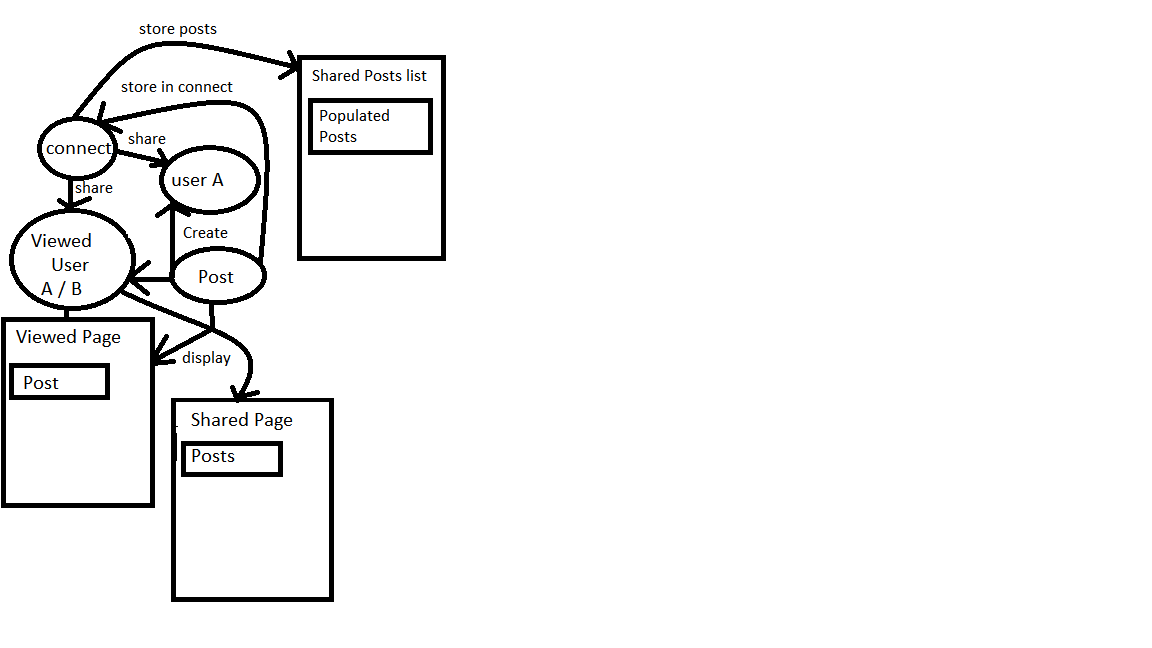 store posts
Shared Posts list
store in connect
Populated
Posts
share
connect
user A
share
Create
Viewed
User
A / B
Post
Viewed Page
display
Post
Shared Page
Posts